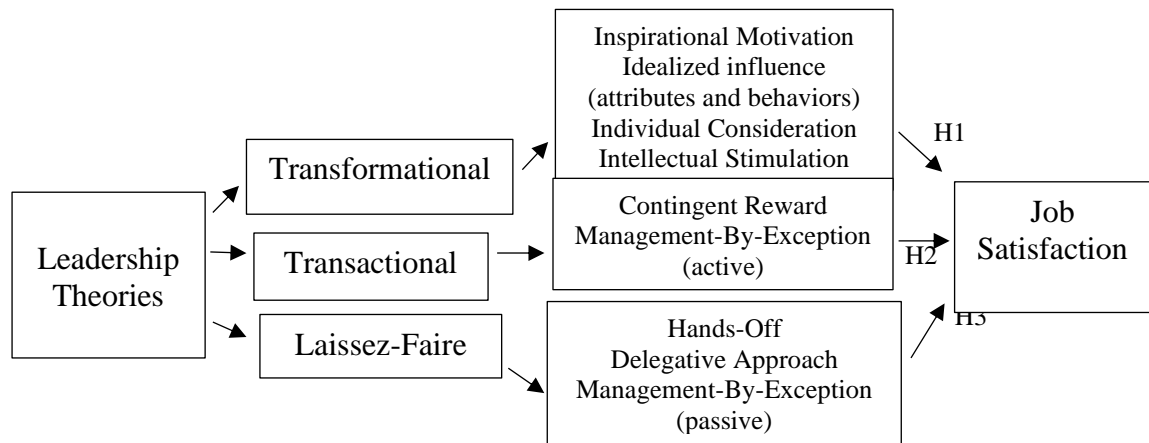 Leadership
Theories
Transformational
Transactional
Laissez-Faire
Inspirational Motivation
Idealized influence
(attributes and behaviors)
Individual Consideration
Intellectual Stimulation
Contingent Reward
Management-By-Exception
(active)
Hands-Off
Delegative Approach
Management-By-Exception
(passive)
H1
H2
H3
Job
Satisfaction